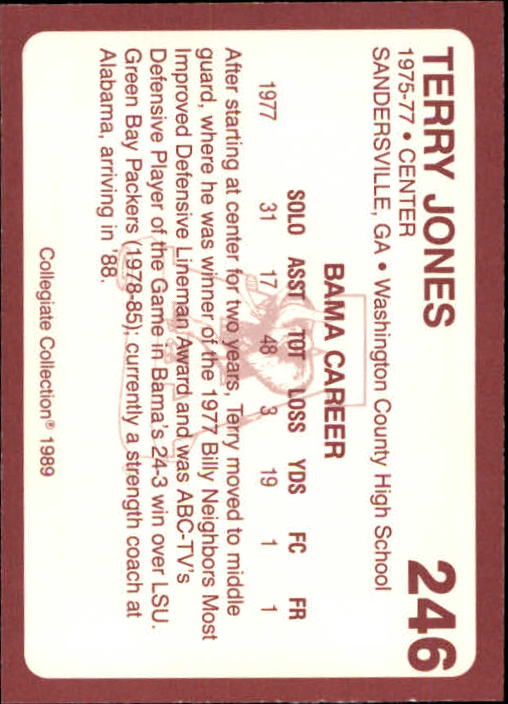 TERRY JONES 246
1975-77 • CENTER
SANDERSVILLE, GA • Washington County High School
BAMA CAREER
SOLO ASST TOT LOSS YDS FC FR
1977 31 17 48 3 19 1 1
After starting at center for two years, Terry moved to middle
guard, where he was winner of the 1977 Billy Neighbors Most
Improved Defensive Lineman Award and was ABC-TV's
Defensive Player of the Game in Bama's 24-3 win over LSU.
Green Bay Packers (1978-85); currently a strength coach at
Alabama, arriving in '88.
Collegiate Collection® 1989